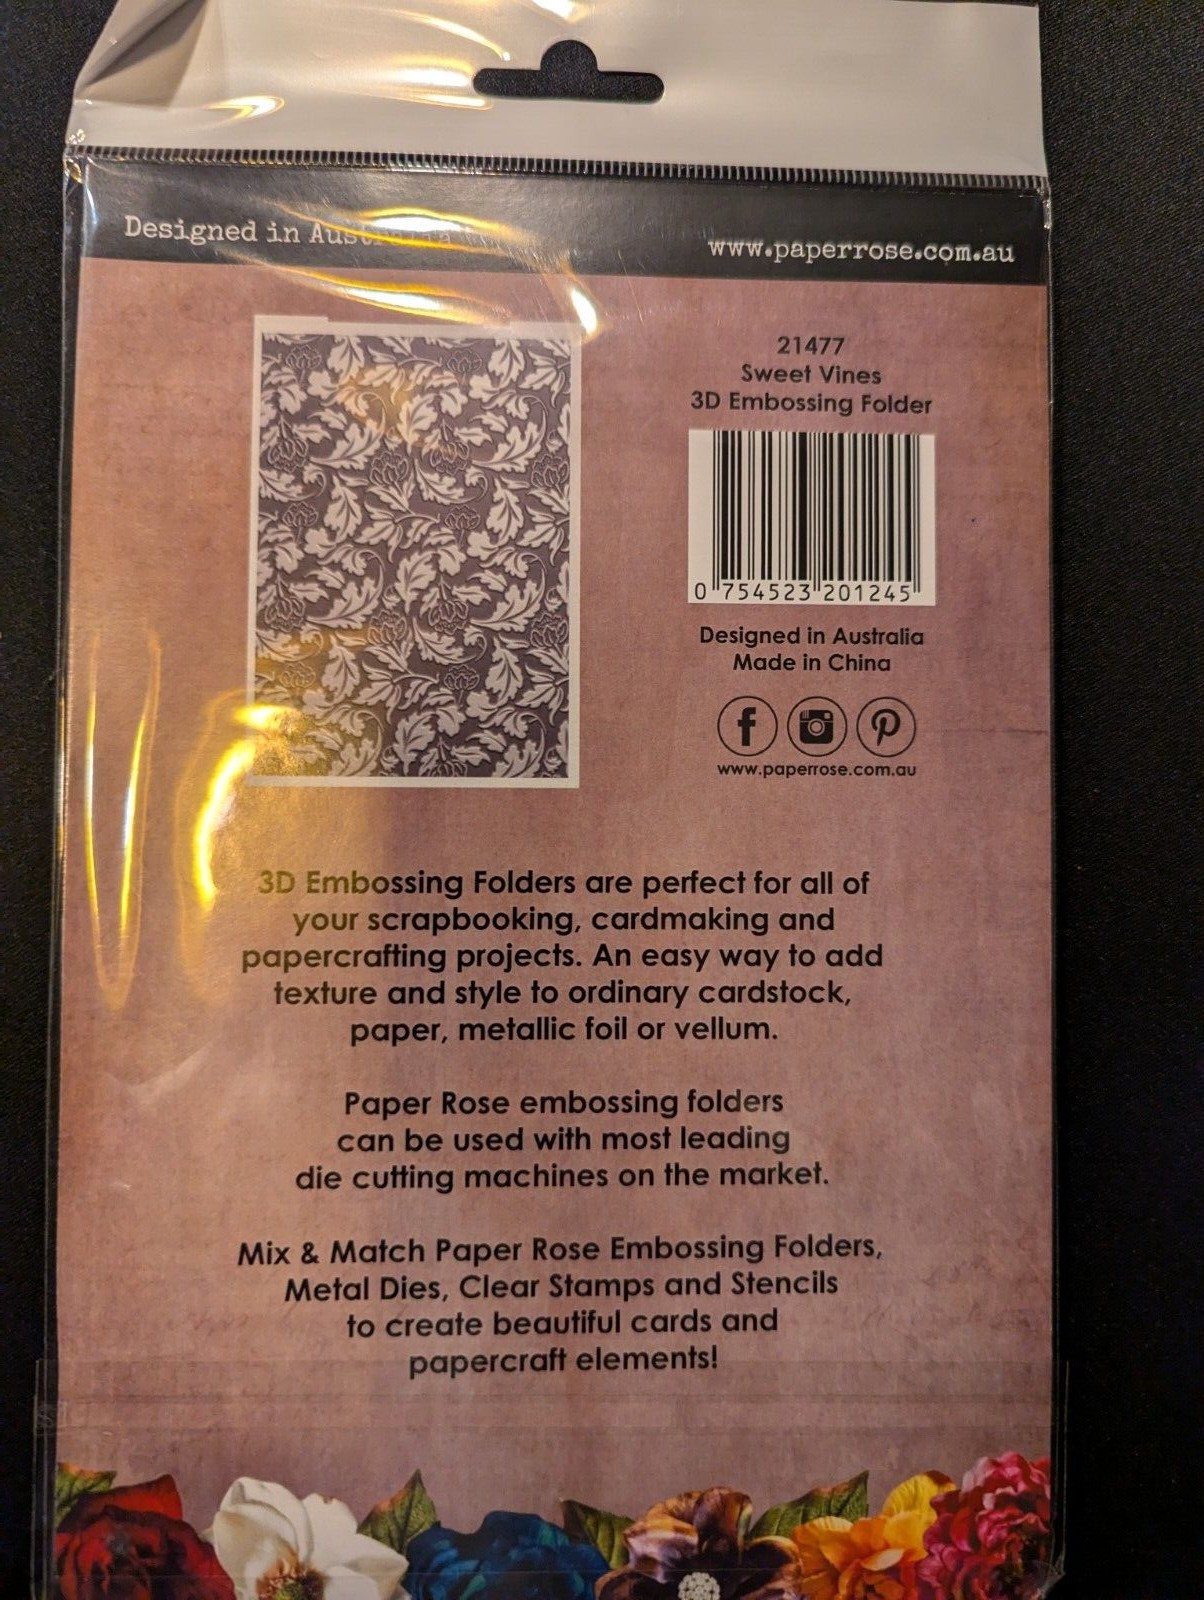 Designed in Australia
www.paperrose.com.au
21477
Sweet Vines
3D Embossing Folder
0 754523 201245
Designed in Australia
Made in China
www.paperrose.com.au
3D Embossing Folders are perfect for all of
your scrapbooking, cardmaking and
papercrafting projects. An easy way to add
texture and style to ordinary cardstock,
paper, metallic foil or vellum.
Paper Rose embossing folders
can be used with most leading
die cutting machines on the market.
Mix & Match Paper Rose Embossing Folders,
Metal Dies, Clear Stamps and Stencils
to create beautiful cards and
papercraft elements!